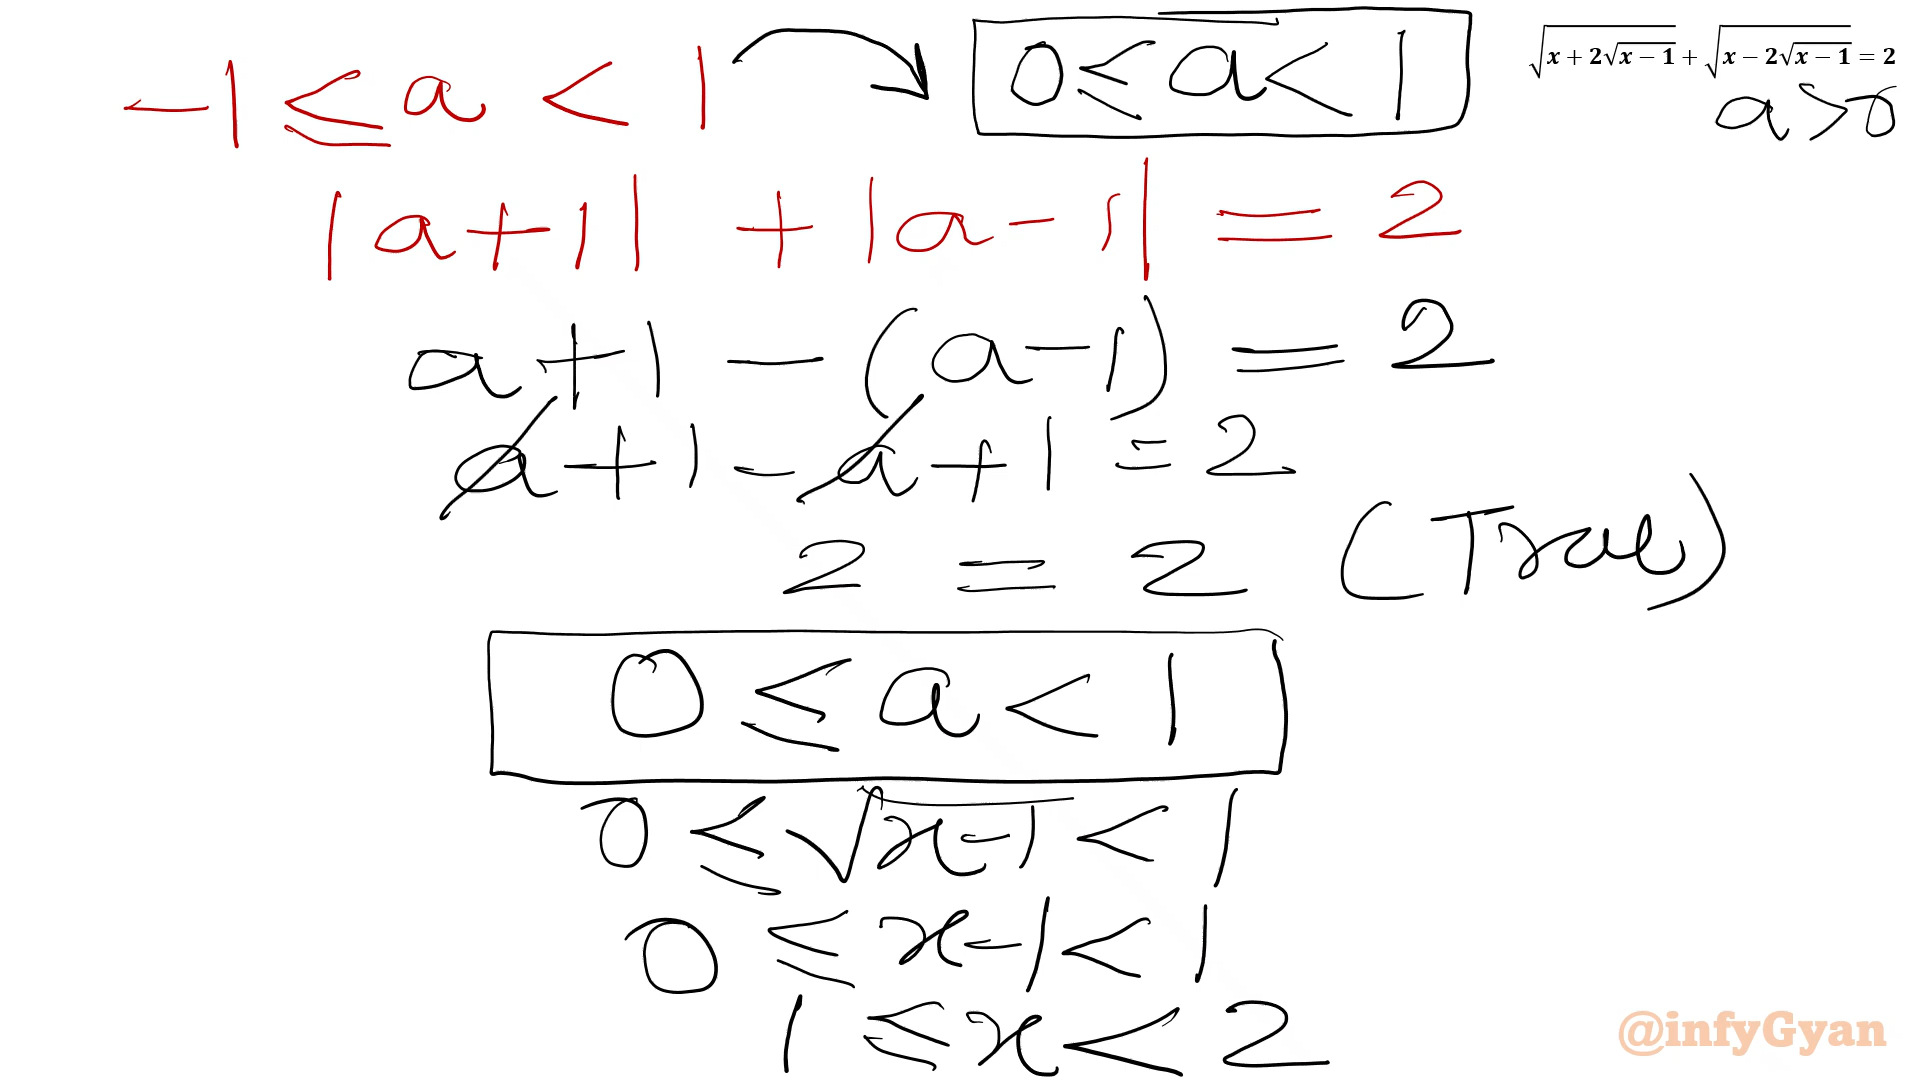 -1 ≤ a < 1
0 ≤ a < 1
√(x + 2√(x − 1)) + √(x − 2√(x − 1)) = 2
a > 0
|a+1| + |a-1| = 2
a+1 - (a-1) = 2
a+1 - a+1 = 2
2 = 2 (True)
0 ≤ a < 1
0 ≤ √x-1 < 1
0 ≤ x-1 < 1
1 ≤ x < 2
@infyGyan